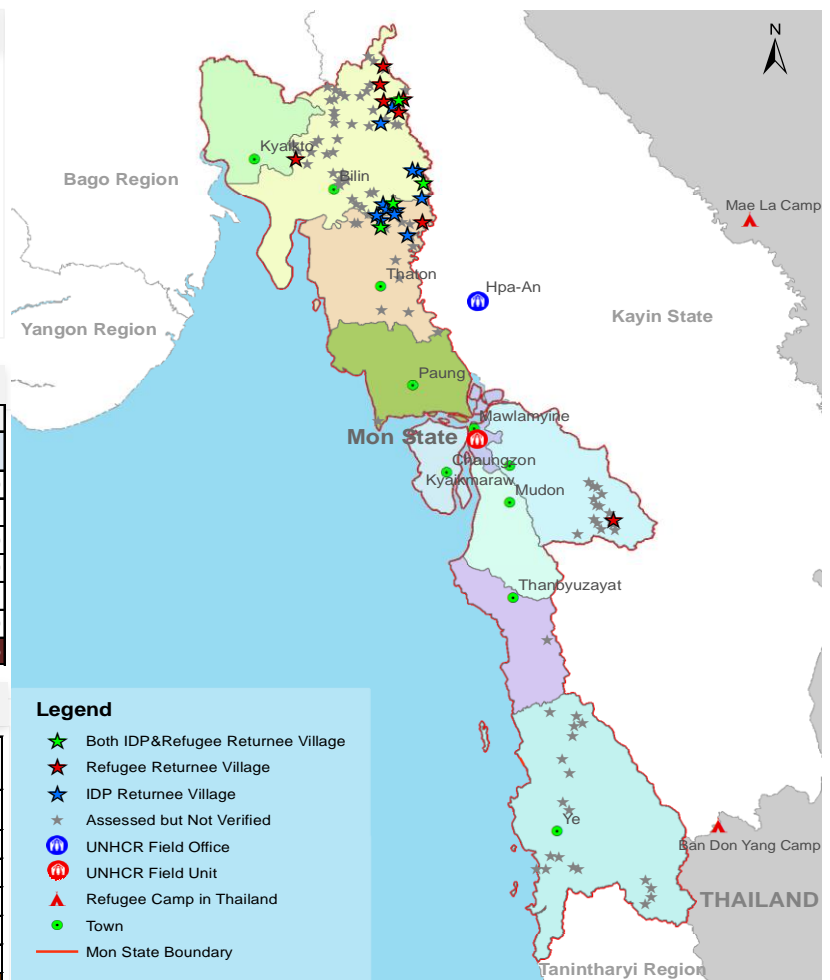 N
Kyaikto
Bago Region
Bilin
Mae La Camp
Thaton
Hpa-An
Yangon Region
Kayin State
Paung
Mawlamyine
Mon State
Chaungzon
Kyaikmaraw
Mudon
Thanbyuzayat
Legend
Both IDP&Refugee Returnee Village
Refugee Returnee Village
IDP Returnee Village
Assessed but Not Verified
UNHCR Field Office
UNHCR Field Unit
Refugee Camp in Thailand
Town
Mon State Boundary
Ye
Ban Don Yang Camp
THAILAND
Tanintharyi Region